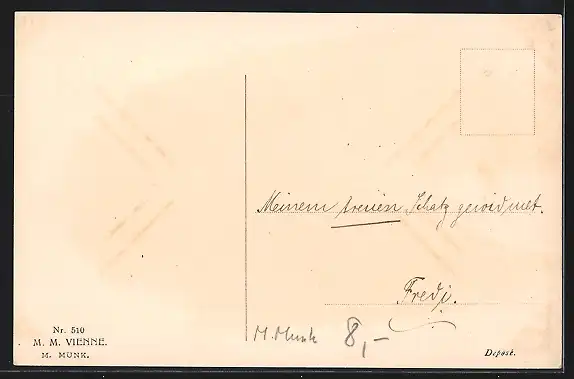 Meinem treuen Schatz gewidmet.
Fredi.
Nr. 510
M. M. VIENNE.
M. MUNK.
M. Munk 8,-
Déposé.